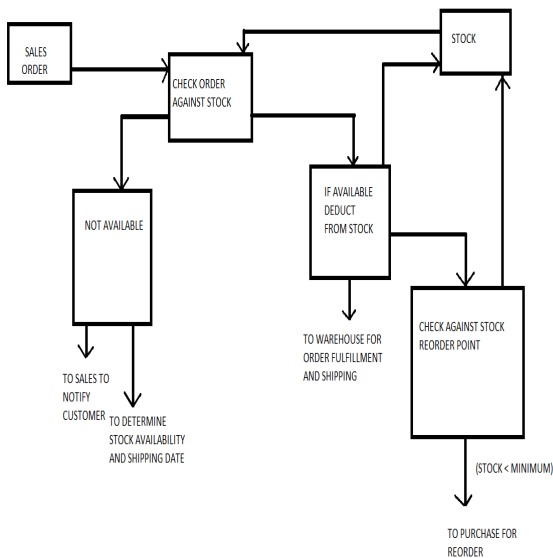 SALES
ORDER
STOCK
CHECK ORDER
AGAINST STOCK
NOT AVAILABLE
IF AVAILABLE
DEDUCT
FROM STOCK
CHECK AGAINST STOCK
REORDER POINT
TO WAREHOUSE FOR
ORDER FULFILLMENT
AND SHIPPING
TO SALES TO
NOTIFY
CUSTOMER
TO DETERMINE
STOCK AVAILABILITY
AND SHIPPING DATE
(STOCK < MINIMUM)
TO PURCHASE FOR
REORDER